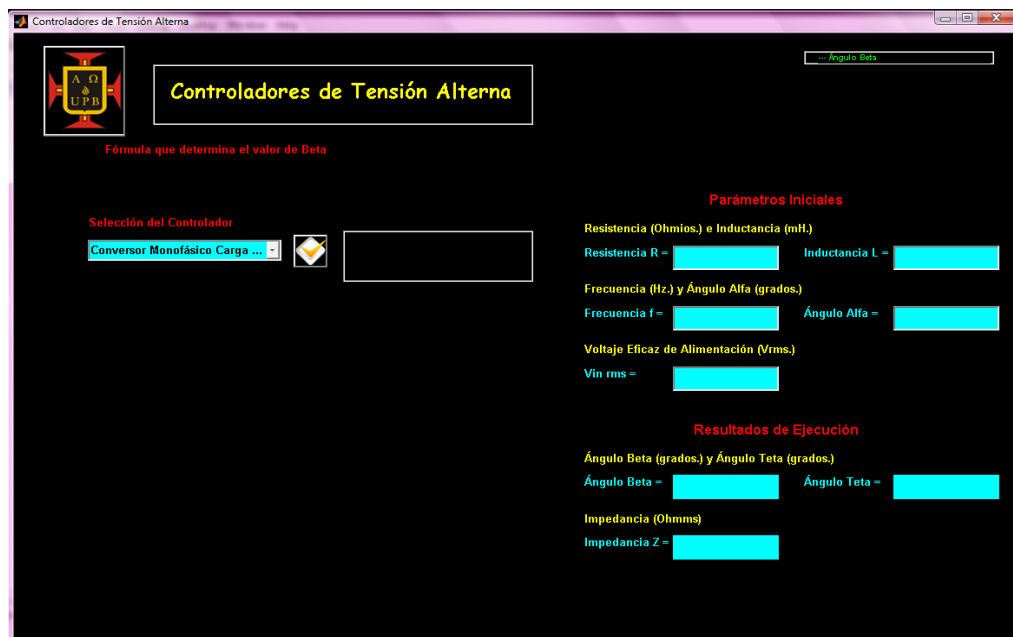 Controladores de Tensión Alterna
Α Ω
UPB
Controladores de Tensión Alterna
--- Ángulo Beta
Fórmula que determina el valor de Beta
Selección del Controlador
Conversor Monofásico Carga ...
Parámetros Iniciales
Resistencia (Ohmios.) e Inductancia (mH.)
Resistencia R =
Inductancia L =
Frecuencia (Hz.) y Ángulo Alfa (grados.)
Frecuencia f =
Ángulo Alfa =
Voltaje Eficaz de Alimentación (Vrms.)
Vin rms =
Resultados de Ejecución
Ángulo Beta (grados.) y Ángulo Teta (grados.)
Ángulo Beta =
Ángulo Teta =
Impedancia (Ohmms)
Impedancia Z =